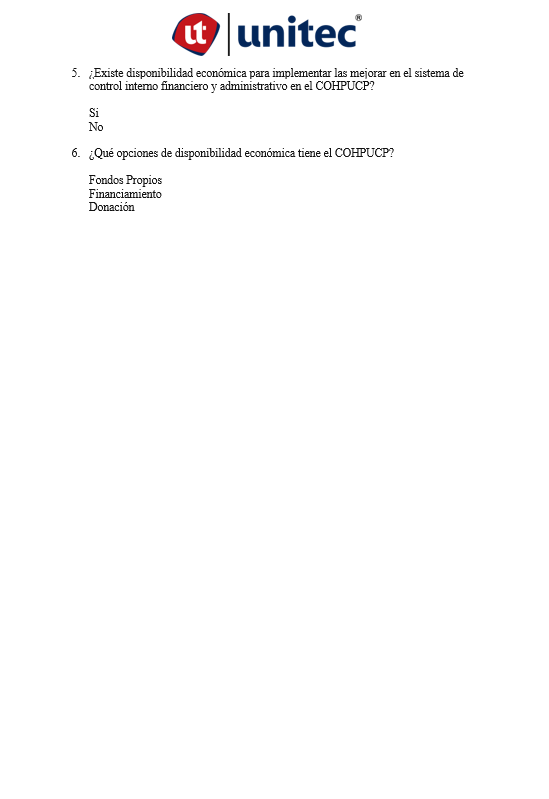 ut unitec®
5. ¿Existe disponibilidad económica para implementar las mejorar en el sistema de
control interno financiero y administrativo en el COHPUCP?
Si
No
6. ¿Qué opciones de disponibilidad económica tiene el COHPUCP?
Fondos Propios
Financiamiento
Donación